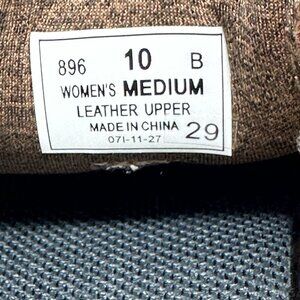 896 10 B
WOMEN'S MEDIUM
LEATHER UPPER
MADE IN CHINA 29
071-11-27